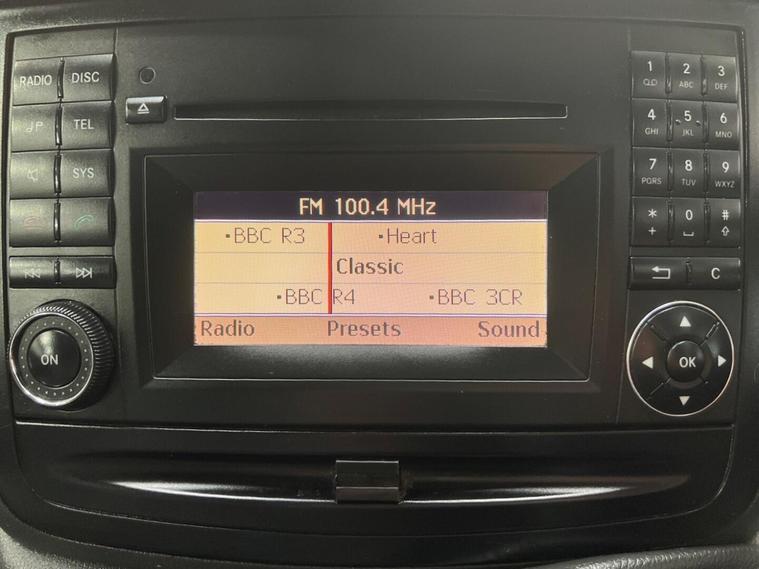 RADIO DISC
TEL
SYS
ON
FM 100.4 MHz
•BBC R3 •Heart
Classic
•BBC R4 •BBC 3CR
Radio Presets Sound
1 2 ABC 3 DEF
4 GHI 5 JKL 6 MNO
7 PQRS 8 TUV 9 WXYZ
* + 0 #
C
OK